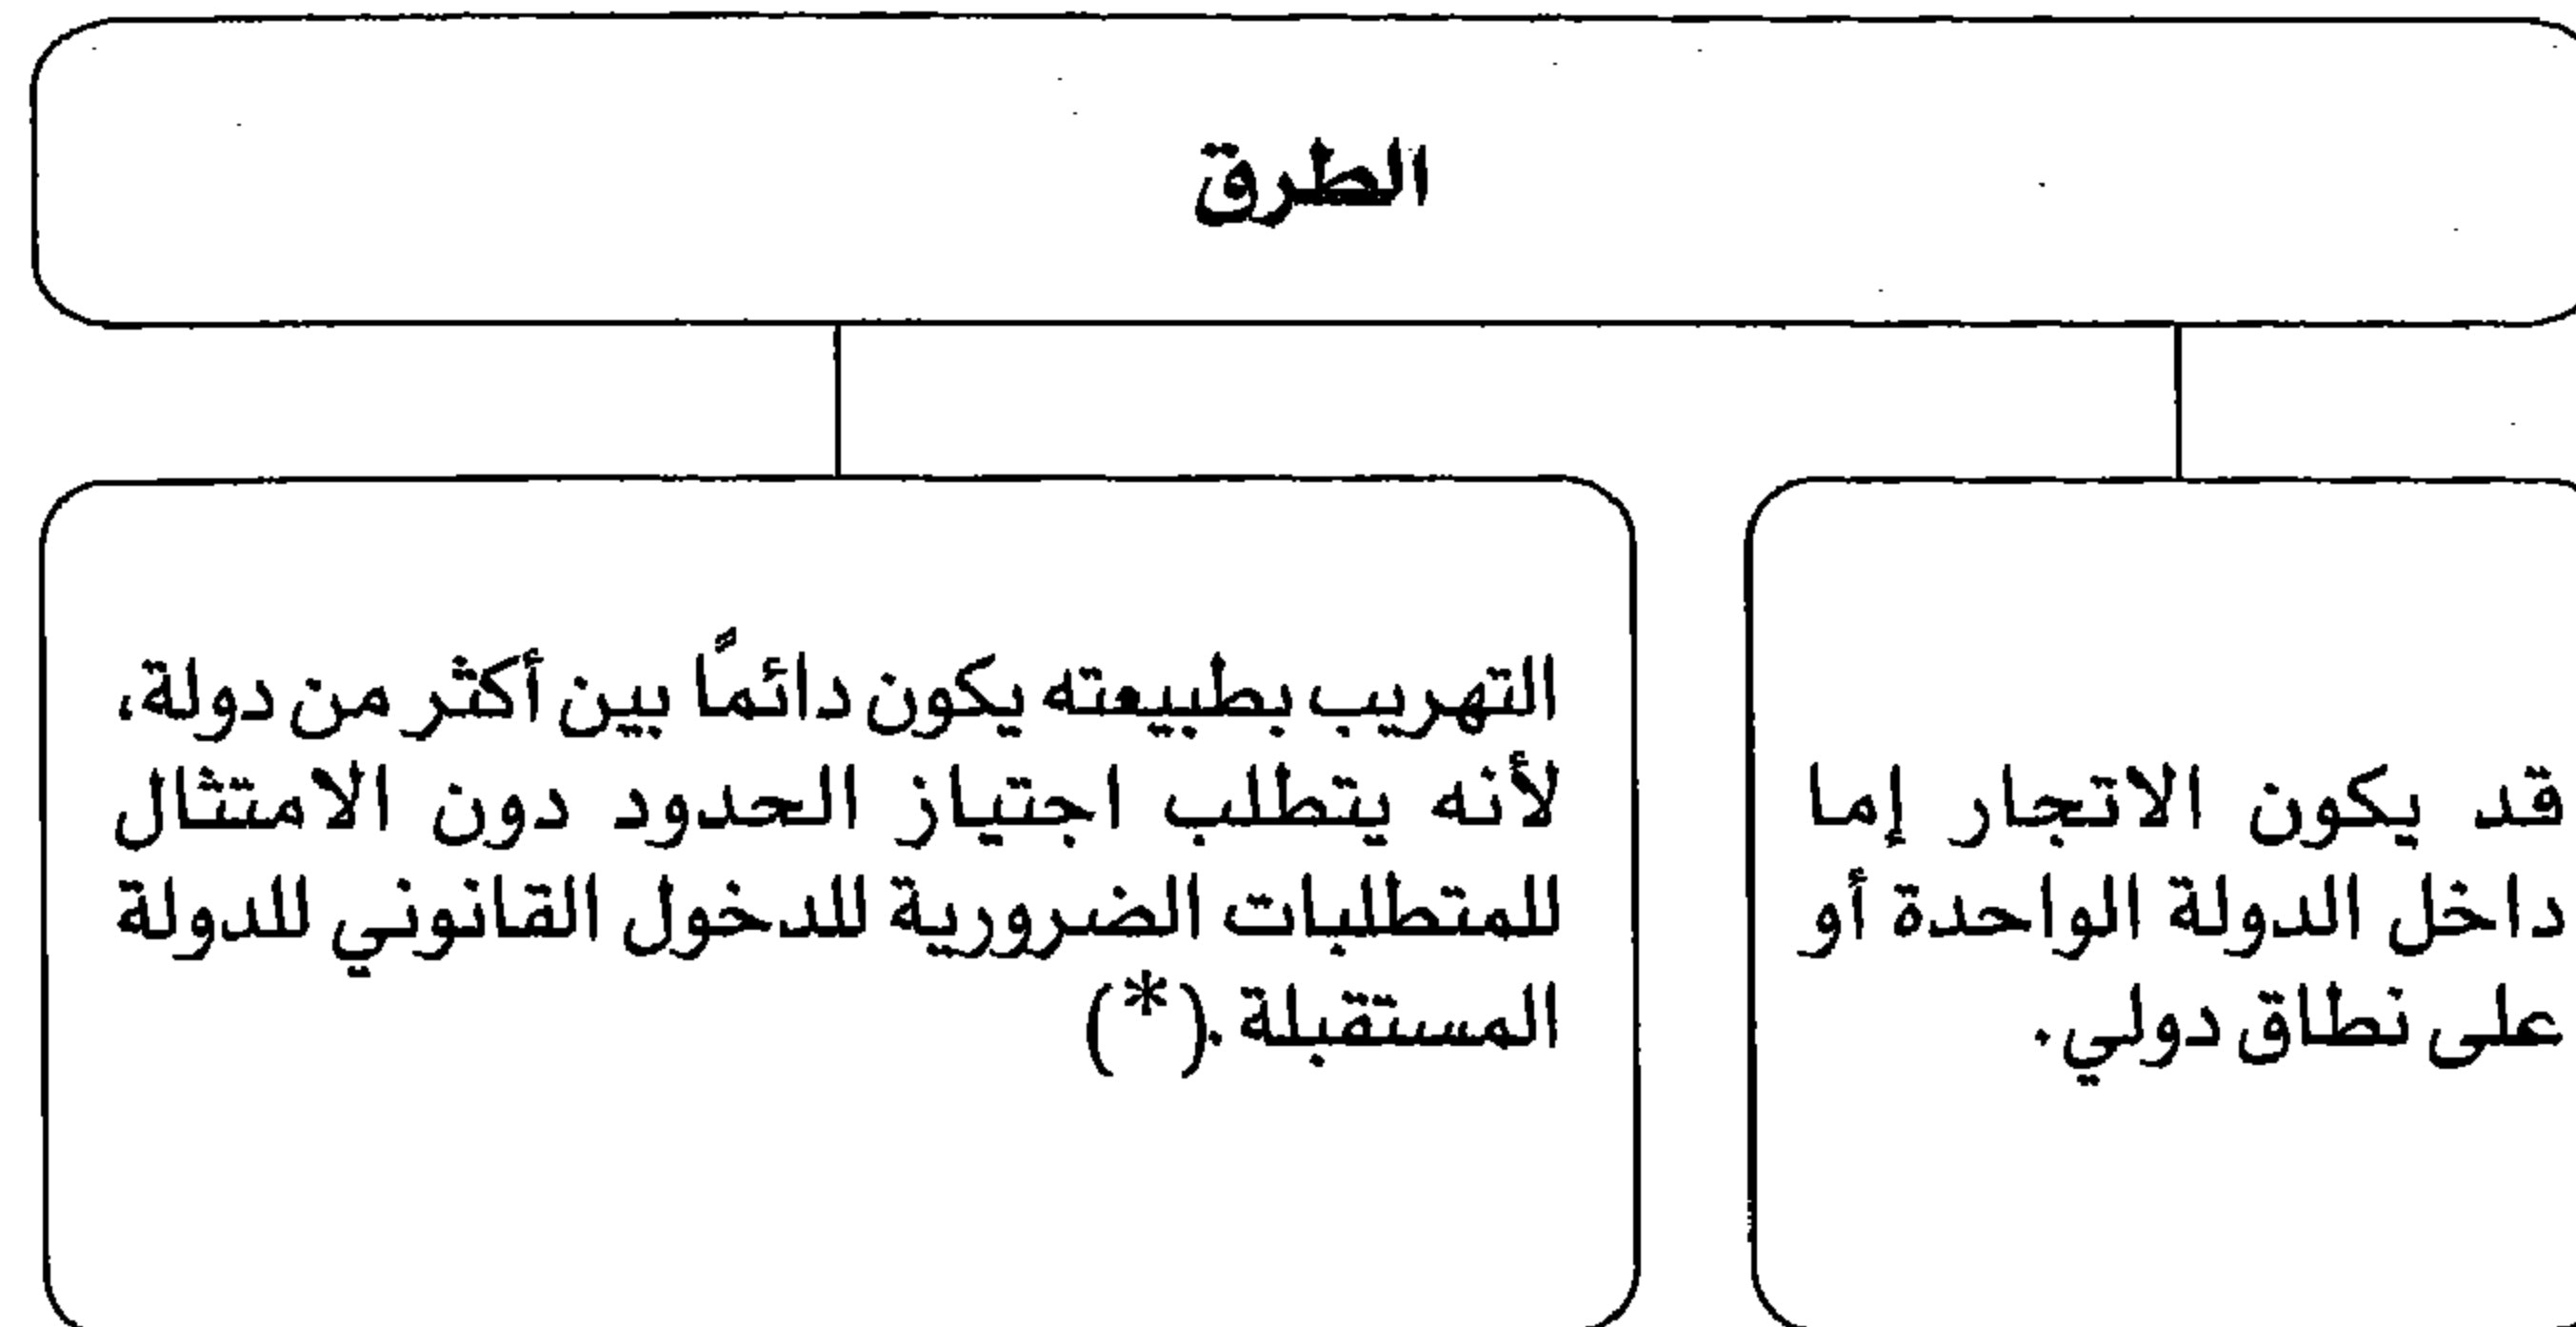 الطرق
قد يكون الاتجار إما
داخل الدولة الواحدة أو
على نطاق دولي.
التهريب بطبيعته يكون دائمًا بين أكثر من دولة،
لأنه يتطلب اجتياز الحدود دون الامتثال
للمتطلبات الضرورية للدخول القانوني للدولة
المستقبلة.(*)